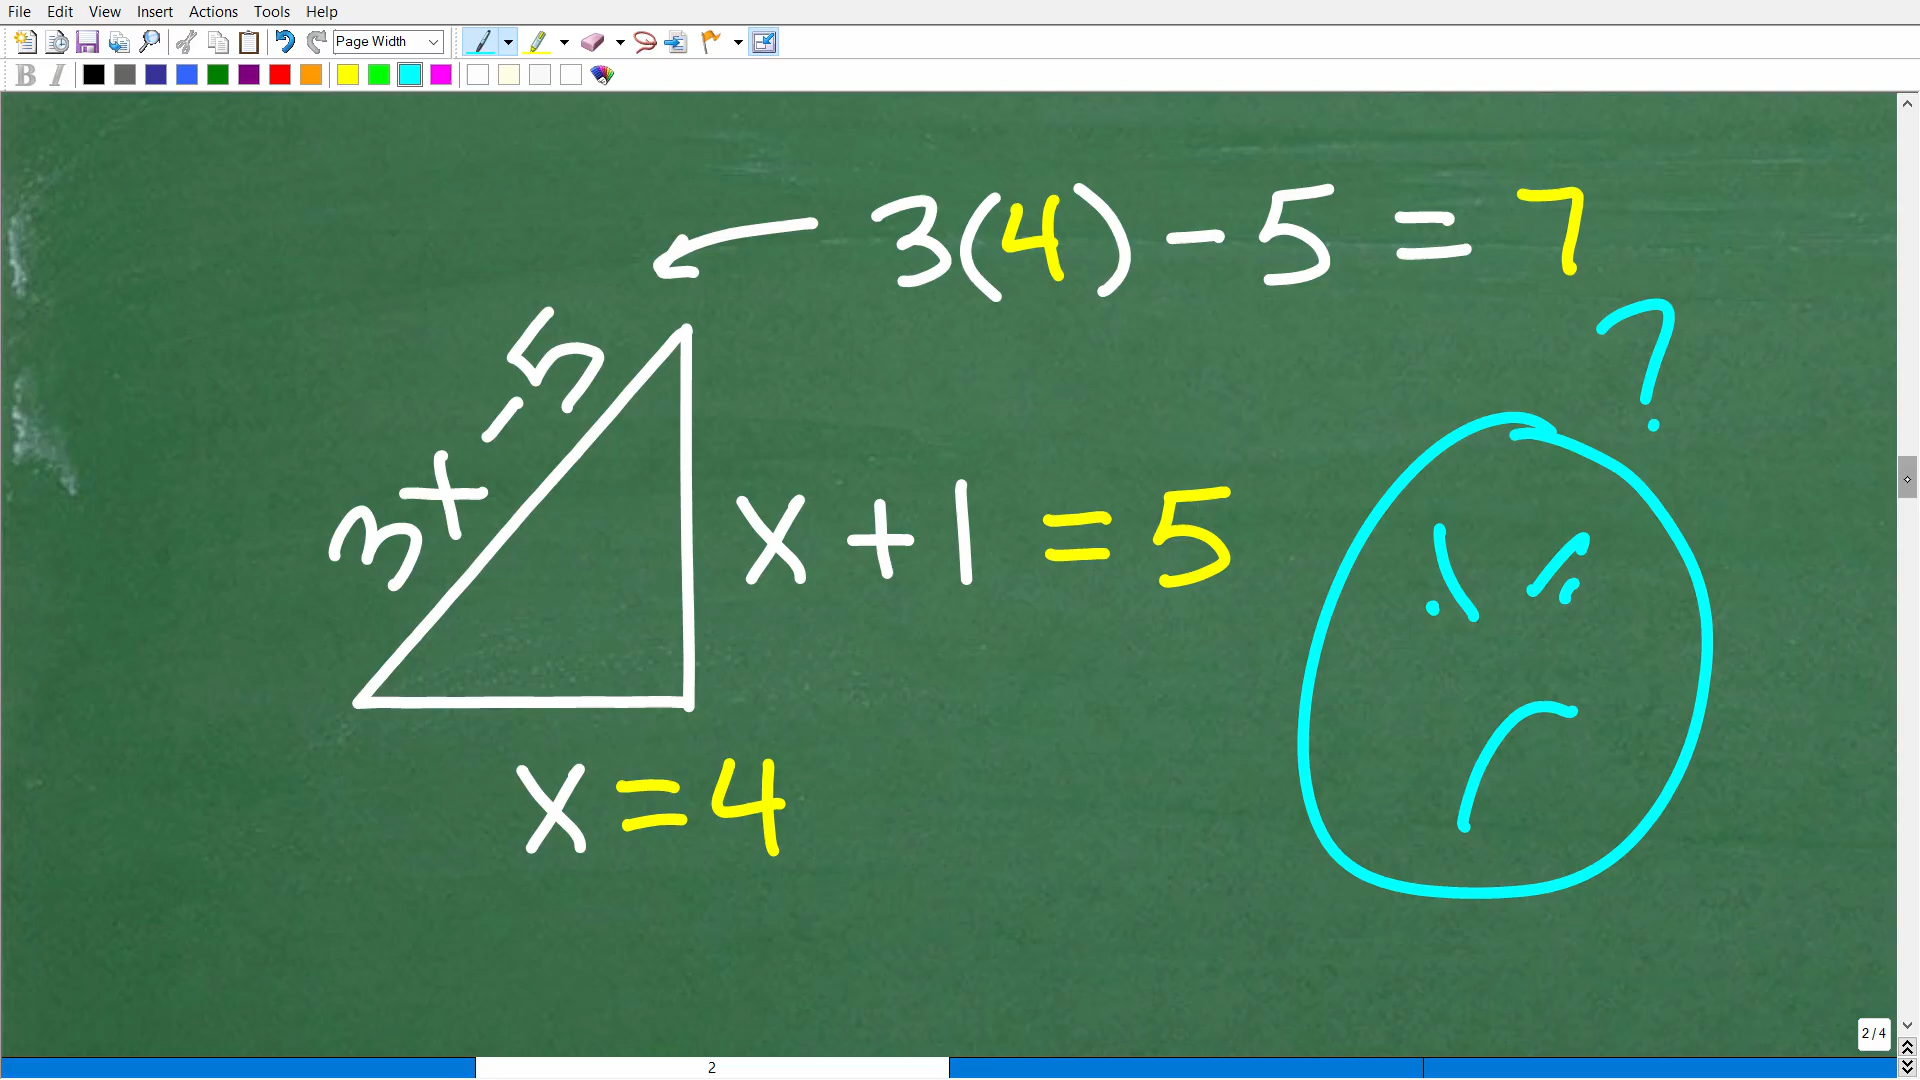 File Edit View Insert Actions Tools Help
Page Width
B I
3(4) - 5 = 7
?
3x - 5
x + 1 = 5
x = 4
2 / 4
2